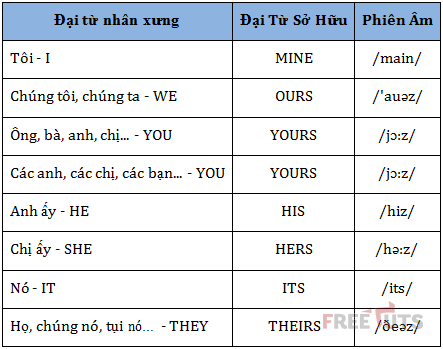 Đại từ nhân xưng Đại Từ Sở Hữu Phiên Âm
Tôi - I MINE /main/
Chúng tôi, chúng ta - WE OURS /'auəz/
Ông, bà, anh, chị... - YOU YOURS /jɔ:z/
Các anh, các chị, các bạn... - YOU YOURS /jɔ:z/
Anh ấy - HE HIS /hiz/
Chị ấy - SHE HERS /hə:z/
Nó - IT ITS /its/
FREETUTS
Họ, chúng nó, tụi nó... - THEY THEIRS /ðeəz/